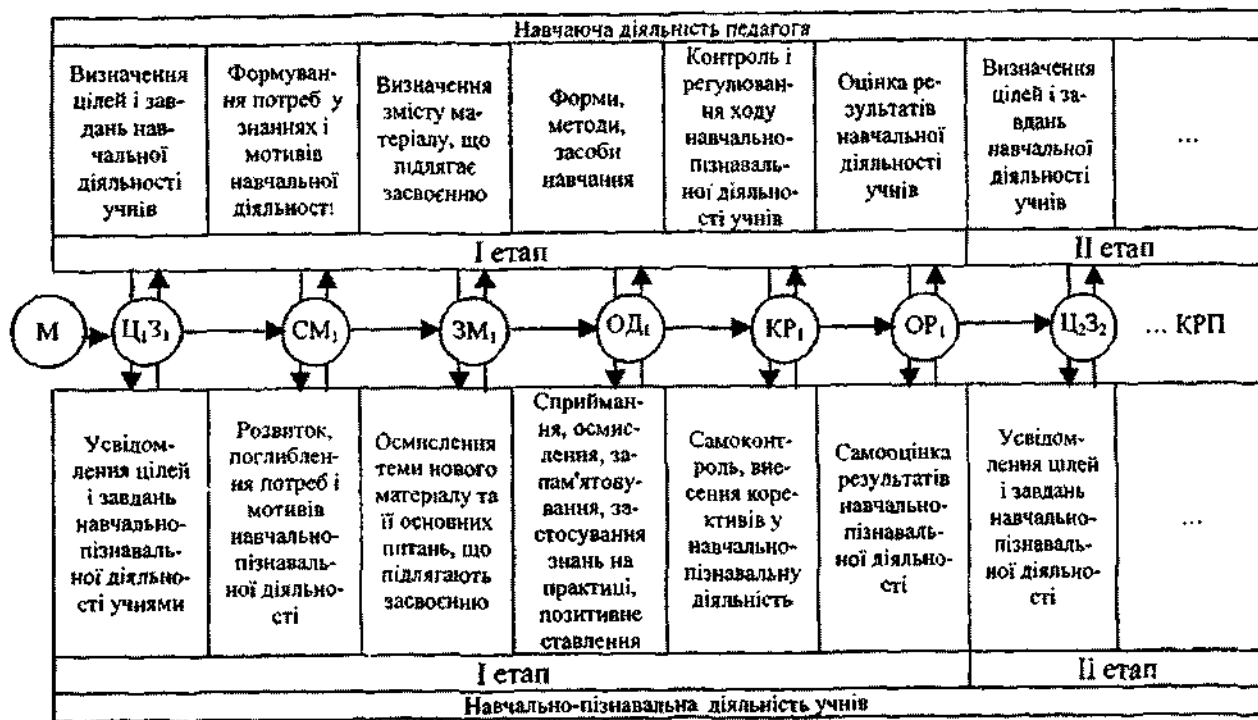 Навчаюча діяльність педагога
Визначення
цілей і зав-
дань нав-
чальної
діяльності
учнів
Формуван-
ня потреб у
знаннях і
мотивів
навчальної
діяльності
Визначення
змісту ма-
теріалу, що
підлягає
засвоєнню
Форми,
методи,
засоби
навчання
Контроль і
регулюван-
ня ходу
навчально-
пізнаваль-
ної діяльно-
сті учнів
Оцінка ре-
зультатів
навчальної
діяльності
учнів
Визначення
цілей і за-
вдань
навчальної
діяльності
учнів
...
I етап
II етап
М
Ц₁З₁
СМ₁
ЗМ₁
ОД₁
КР₁
ОР₁
Ц₂З₂
... КРП
Усвідом-
лення цілей
і завдань
навчально-
пізнаваль-
ної діяльно-
сті учнями
Розвиток,
поглиблен-
ня потреб і
мотивів
навчально-
пізнаваль-
ної діяльно-
сті
Осмислення
теми нового
матеріалу та
її основних
питань, що
підлягають
засвоєнню
Сприйман-
ня, осмис-
лення, за-
пам'ятову-
вання, за-
стосування
знань на
практиці,
позитивне
ставлення
Самоконт-
роль, вне-
сення коре-
ктивів у
навчально-
пізнавальну
діяльність
Самооцінка
результатів
навчально-
пізнаваль-
ної діяльно-
сті
Усвідом-
лення цілей
і завдань
навчально-
пізнаваль-
ної діяльно-
сті
...
I етап
II етап
Навчально-пізнавальна діяльність учнів